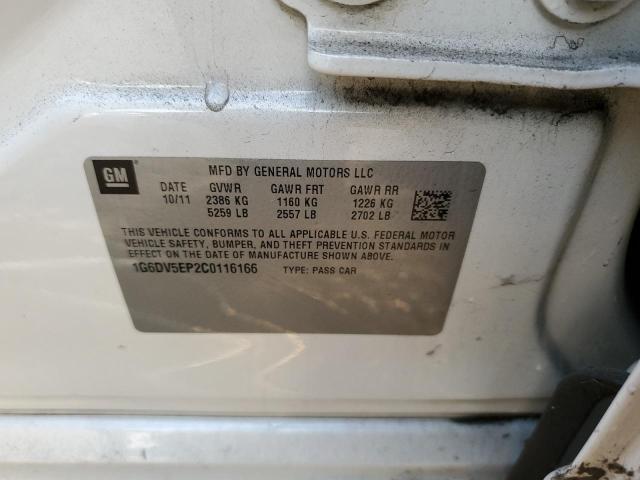 GM MFD BY GENERAL MOTORS LLC
DATE GVWR GAWR FRT GAWR RR
10/11 2386 KG 1160 KG 1226 KG
5259 LB 2557 LB 2702 LB
THIS VEHICLE CONFORMS TO ALL APPLICABLE U.S. FEDERAL MOTOR
VEHICLE SAFETY, BUMPER, AND THEFT PREVENTION STANDARDS IN
EFFECT ON THE DATE OF MANUFACTURE SHOWN ABOVE.
1G6DV5EP2C0116166 TYPE: PASS CAR